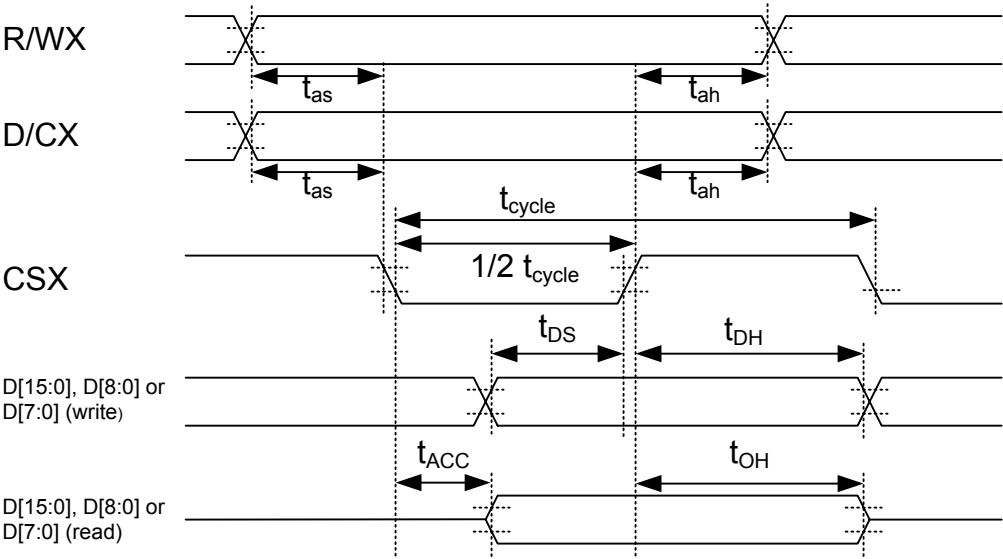 R/WX
tas
tah
D/CX
tas
tah
tcycle
1/2 tcycle
CSX
tDS
tDH
D[15:0], D[8:0] or
D[7:0] (write)
tACC
tOH
D[15:0], D[8:0] or
D[7:0] (read)